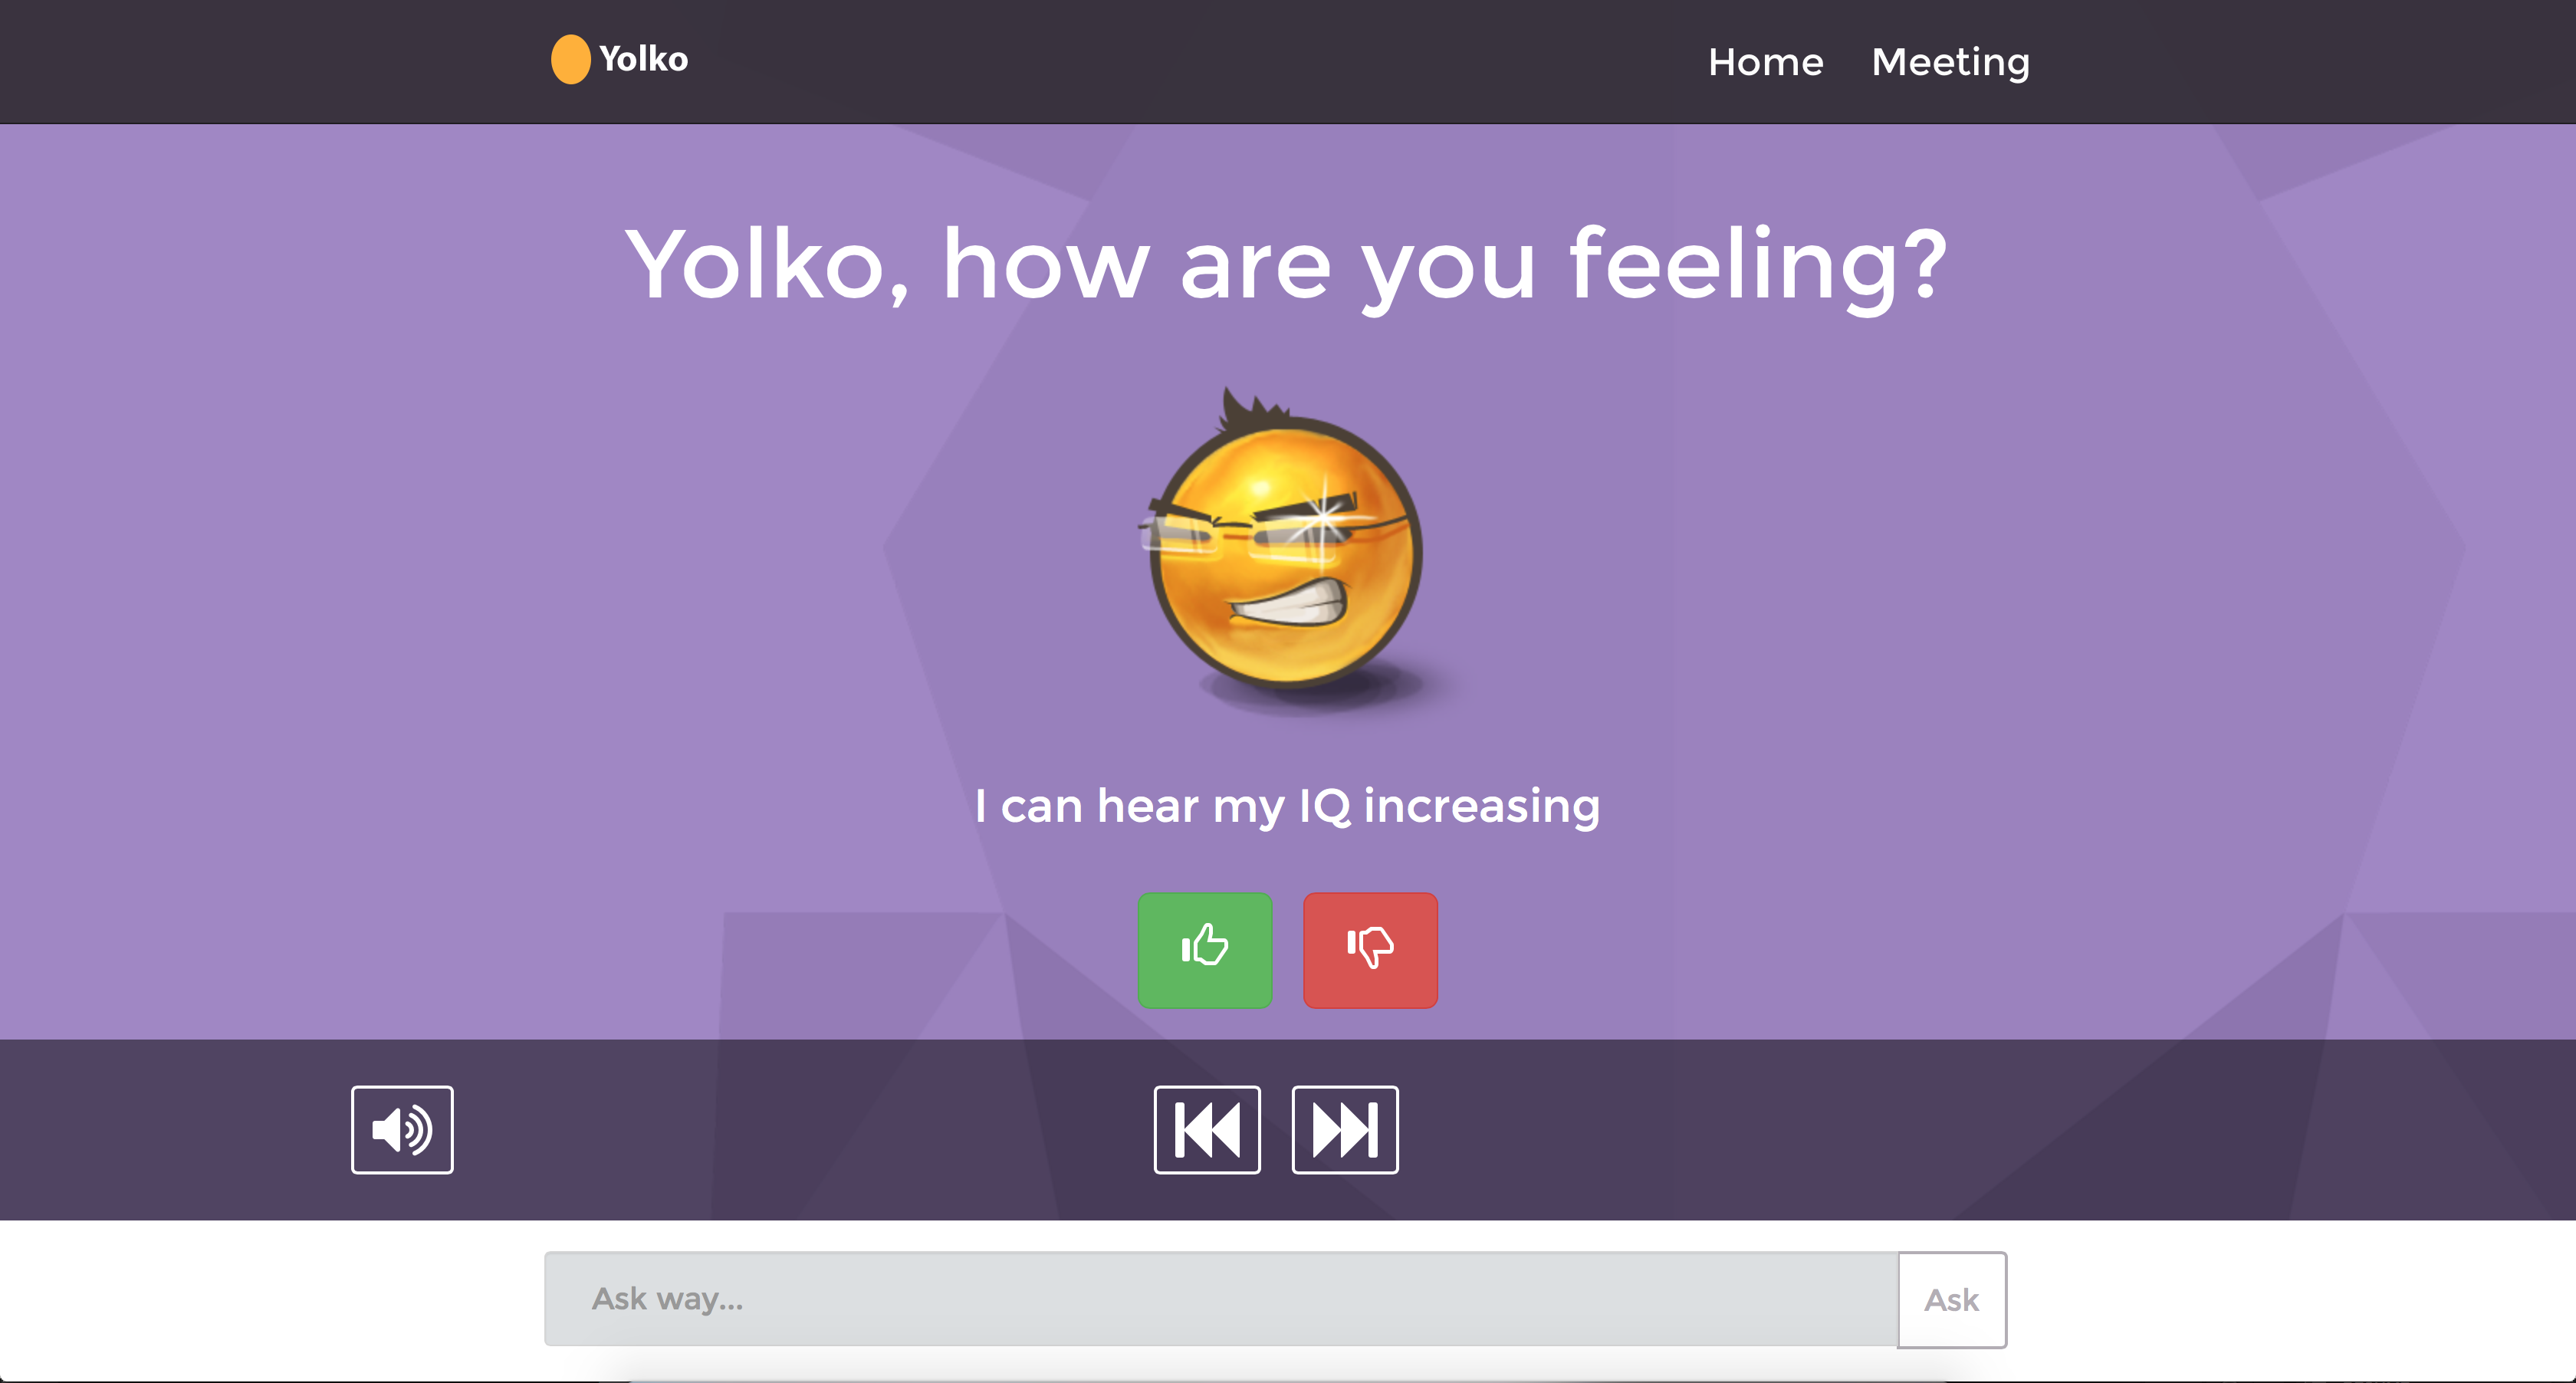 Yolko
Home Meeting
Yolko, how are you feeling?
I can hear my IQ increasing
Ask way...
Ask